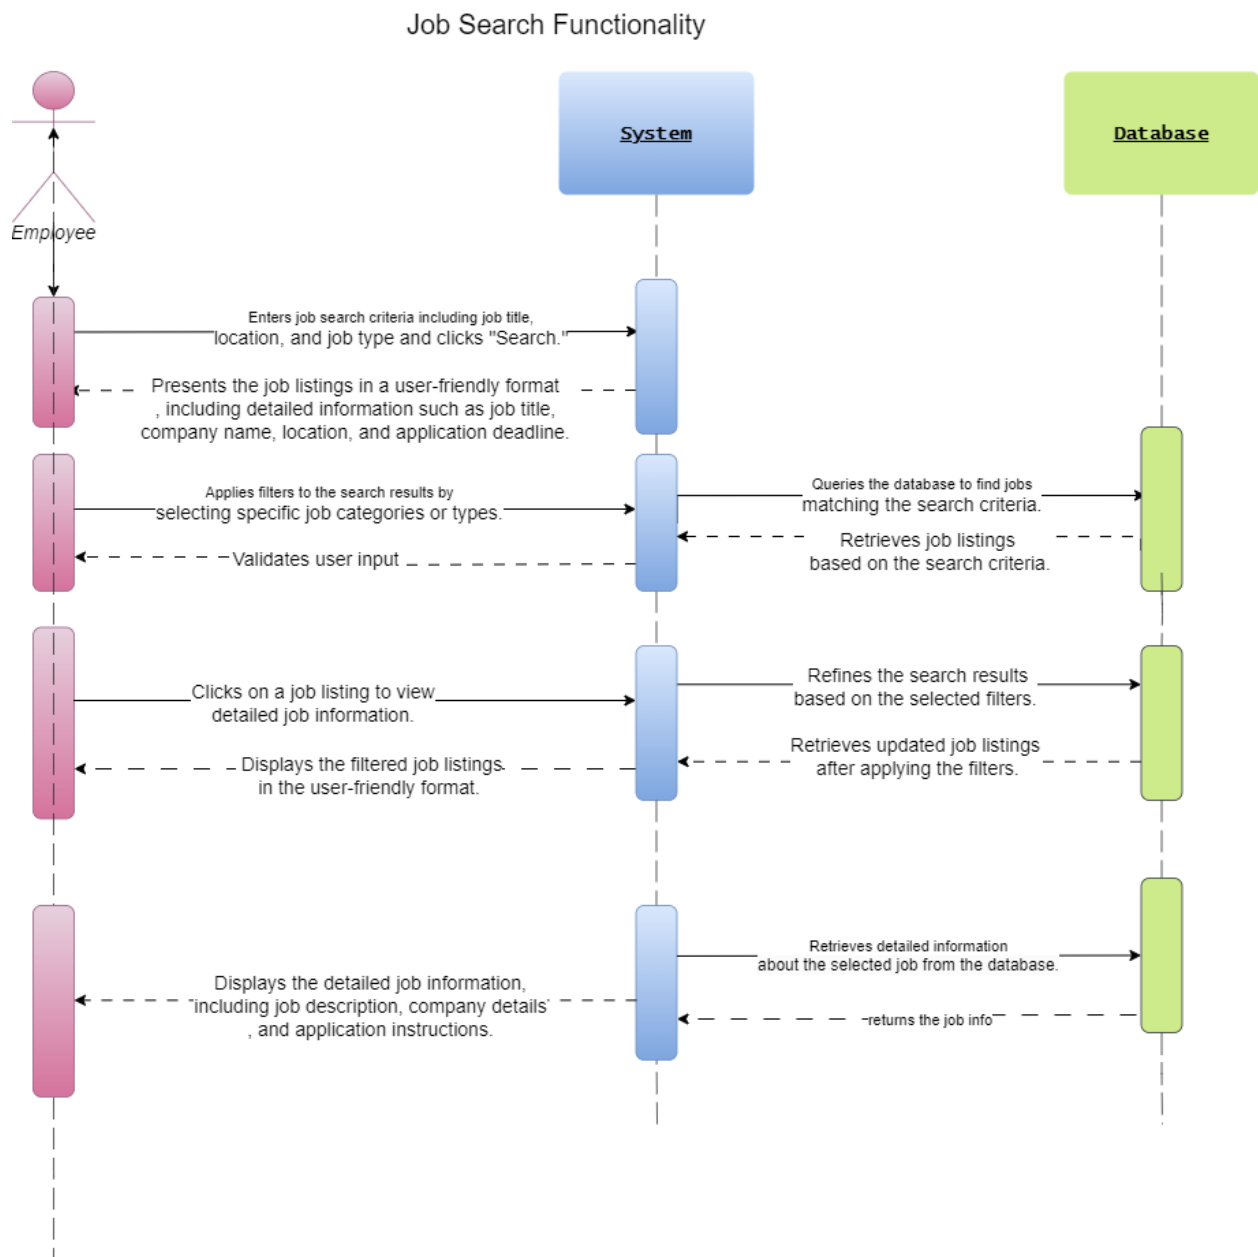 Job Search Functionality
System
Database
Employee
Enters job search criteria including job title,
location, and job type and clicks "Search."
Presents the job listings in a user-friendly format
, including detailed information such as job title,
company name, location, and application deadline.
Applies filters to the search results by
selecting specific job categories or types.
Queries the database to find jobs
matching the search criteria.
Validates user input
Retrieves job listings
based on the search criteria.
Clicks on a job listing to view
detailed job information.
Refines the search results
based on the selected filters.
Displays the filtered job listings
in the user-friendly format.
Retrieves updated job listings
after applying the filters.
Retrieves detailed information
about the selected job from the database.
Displays the detailed job information,
including job description, company details
, and application instructions.
returns the job info